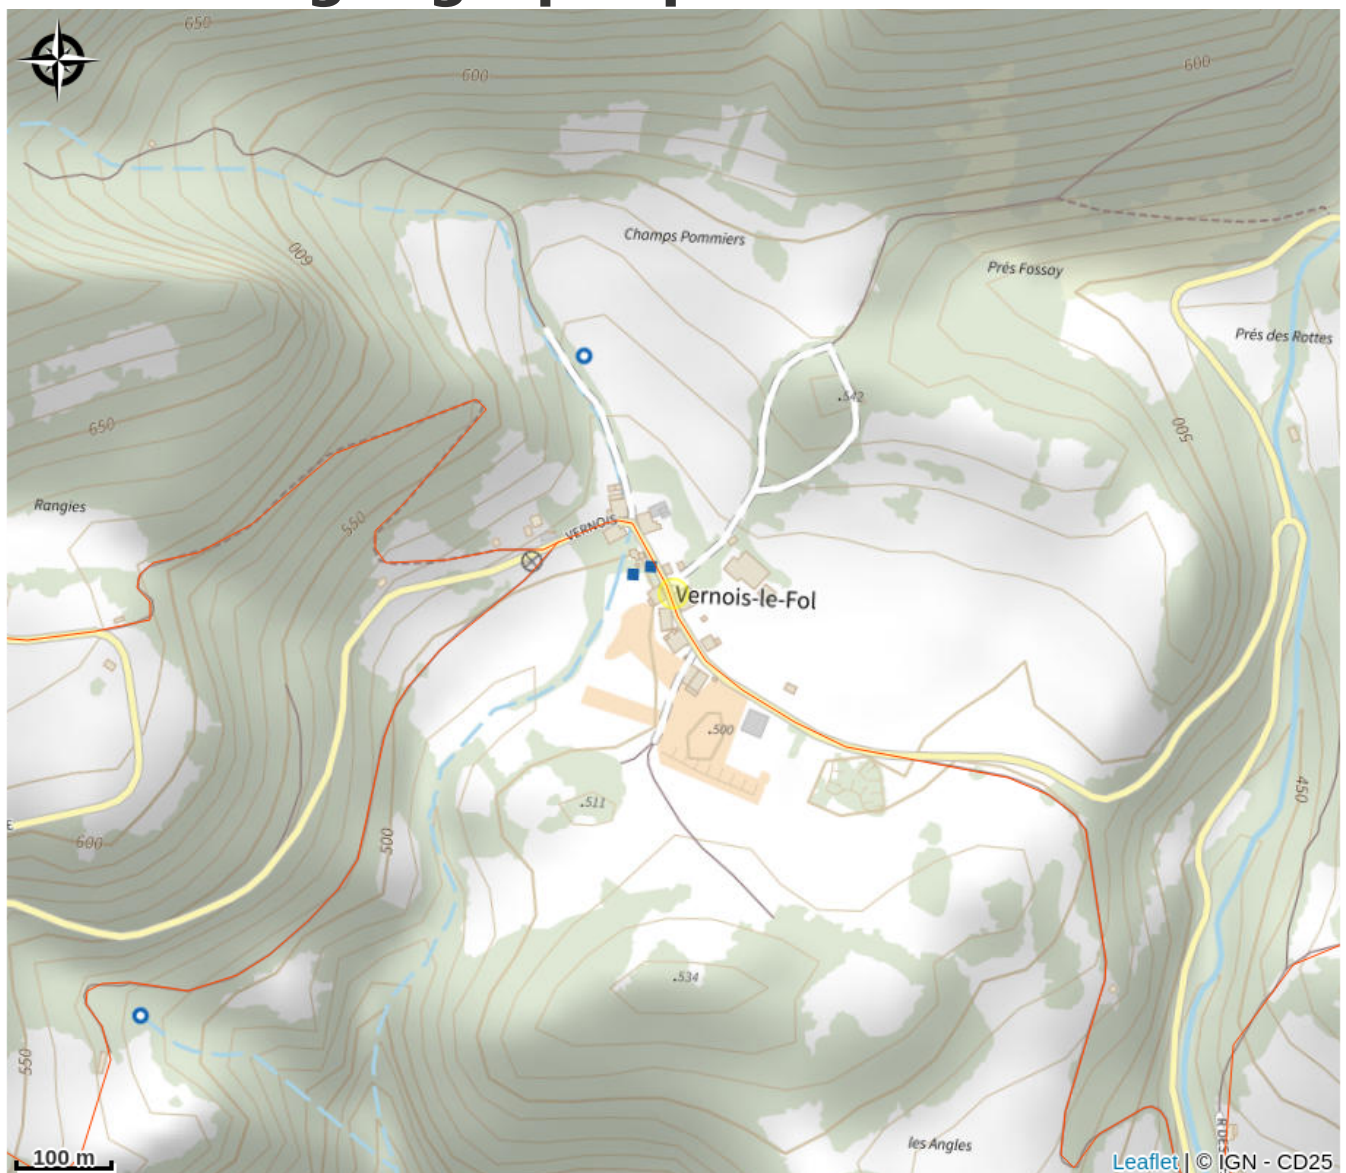 650
600
600
Champs Pommiers
600
Prés Fossoy
Prés des Rottes
.542
650
500
Rangies
550
VERNOIS
Vernois-le-Fol
.500
450
.511
500
600
E
.534
550
les Angles
R DES
100 m
Leaflet | © IGN - CD25